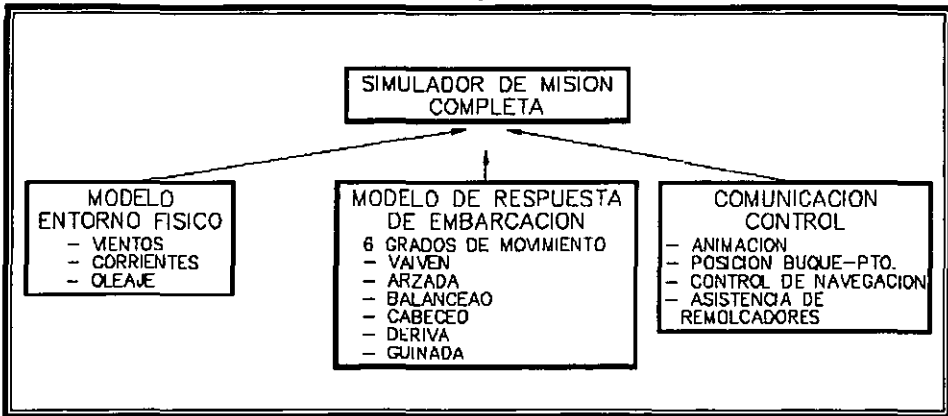 SIMULADOR DE MISION
COMPLETA
MODELO
ENTORNO FISICO
– VIENTOS
– CORRIENTES
– OLEAJE
MODELO DE RESPUESTA
DE EMBARCACION
6 GRADOS DE MOVIMIENTO
– VAIVEN
– ARZADA
– BALANCEAO
– CABECEO
– DERIVA
– GUINADA
COMUNICACION
CONTROL
– ANIMACION
– POSICION BUQUE–PTO.
– CONTROL DE NAVEGACION
– ASISTENCIA DE
REMOLCADORES